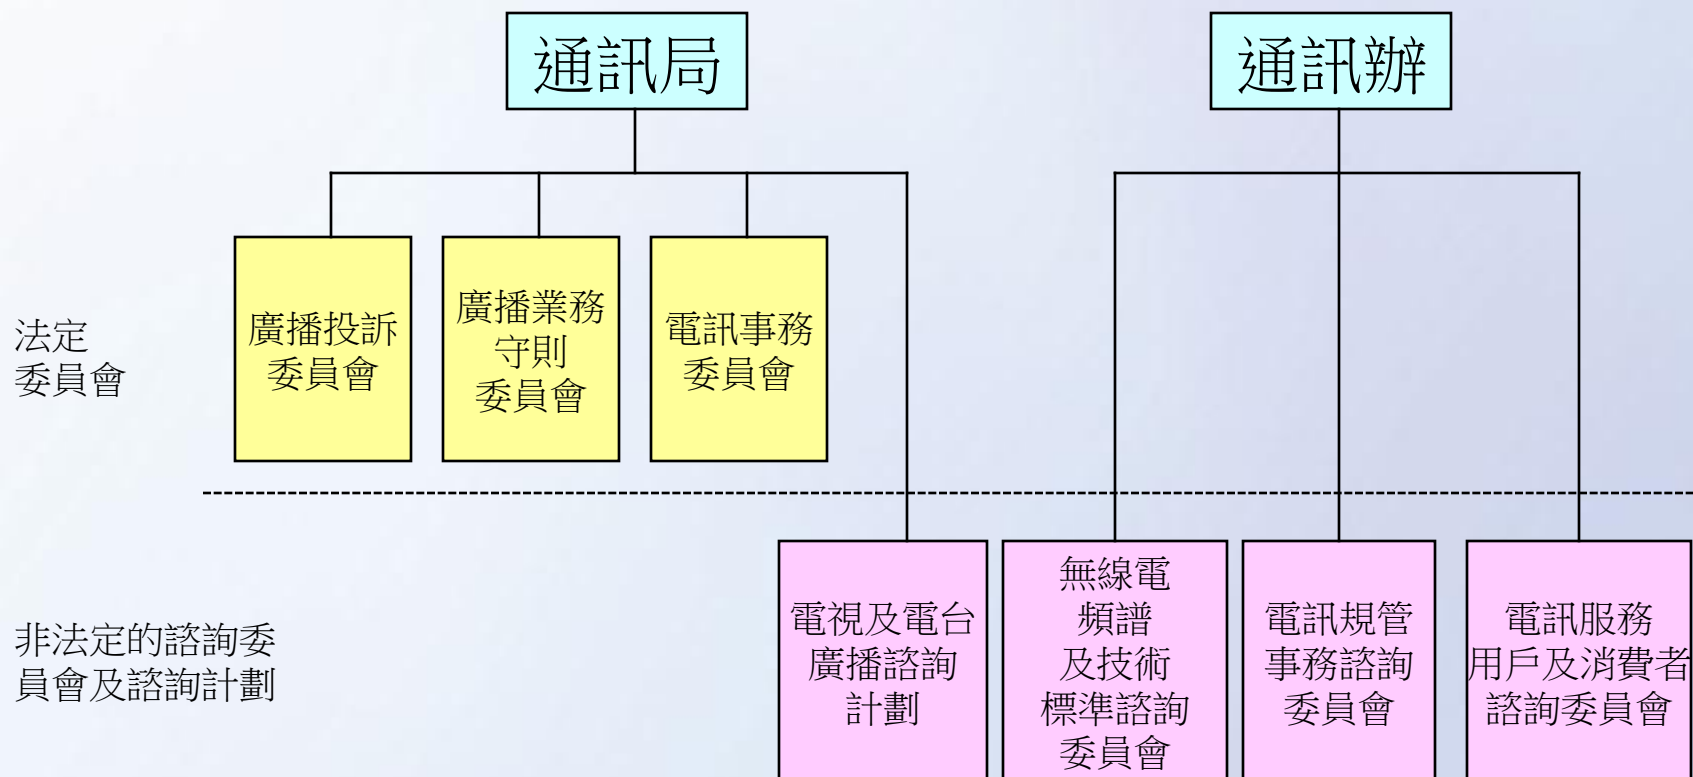 通訊局
通訊辦
法定
委員會
廣播投訴
委員會
廣播業務
守則
委員會
電訊事務
委員會
非法定的諮詢委
員會及諮詢計劃
電視及電台
廣播諮詢
計劃
無線電
頻譜
及技術
標準諮詢
委員會
電訊規管
事務諮詢
委員會
電訊服務
用戶及消費者
諮詢委員會